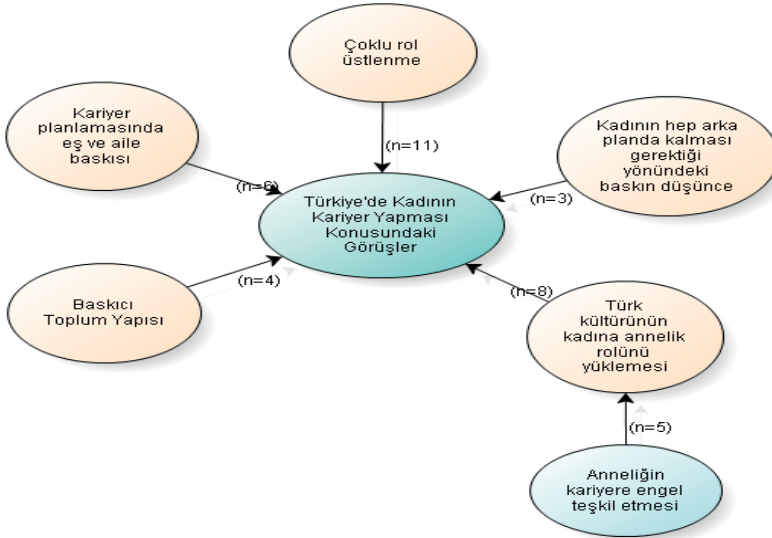 Çoklu rol
üstlenme
Kariyer
planlamasında
eş ve aile
baskısı
Kadının hep arka
planda kalması
gerektiği
yönündeki
baskın düşünce
(n=11)
(n=6)
(n=3)
Türkiye'de Kadının
Kariyer Yapması
Konusundaki
Görüşler
(n=4)
(n=8)
Baskıcı
Toplum Yapısı
Türk
kültürünün
kadına annelik
rolünü
yüklemesi
(n=5)
Anneliğin
kariyere engel
teşkil etmesi